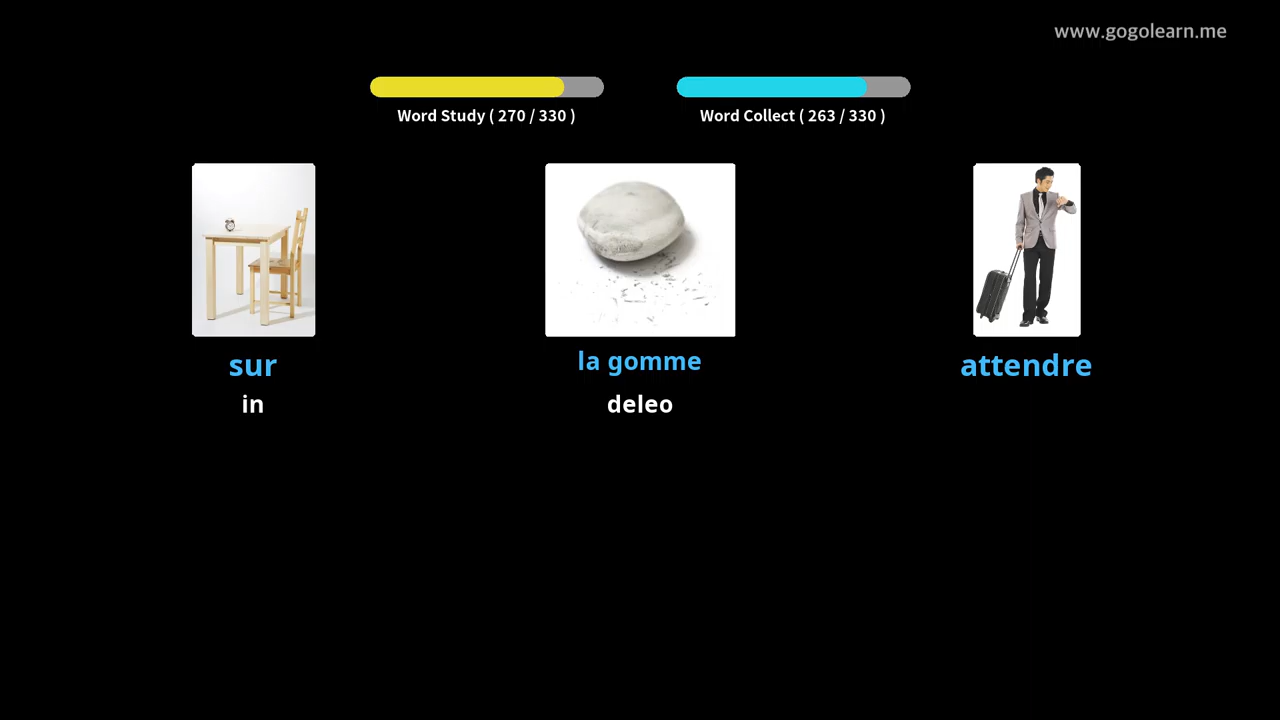 www.gogolearn.me
Word Study ( 270 / 330 )
Word Collect ( 263 / 330 )
sur
la gomme
attendre
in
deleo